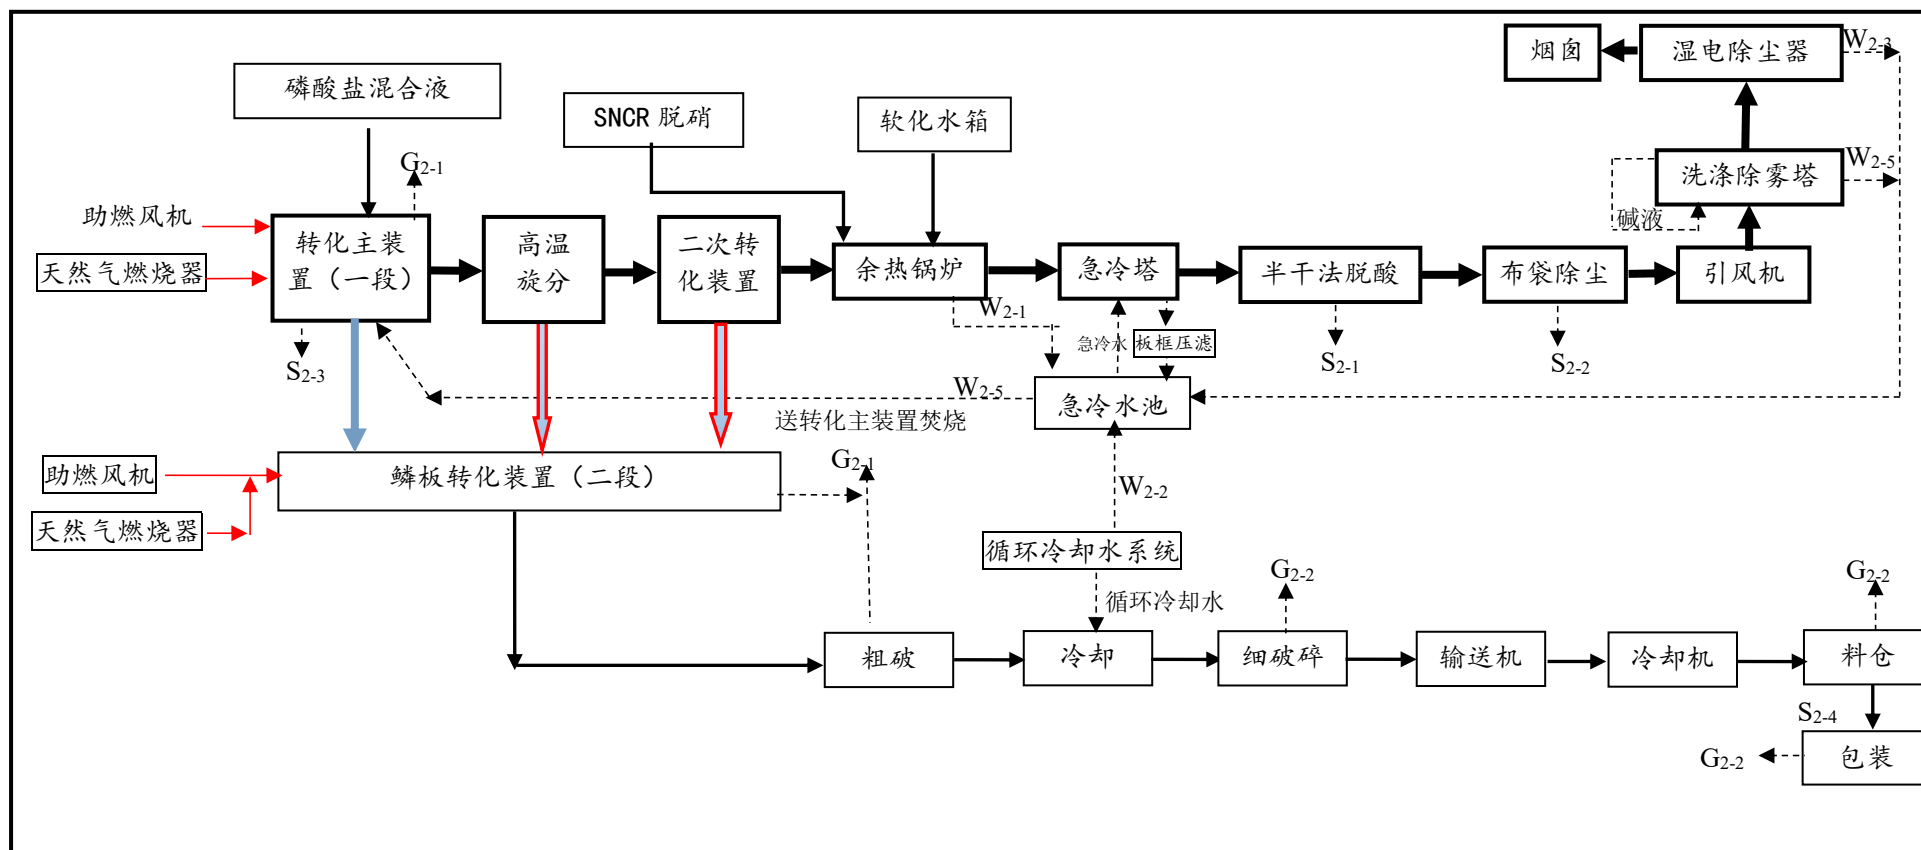 烟囱
湿电除尘器
W2-3
磷酸盐混合液
SNCR 脱硝
软化水箱
G2-1
洗涤除雾塔
W2-5
碱液
助燃风机
天然气燃烧器
转化主装
置（一段）
高温
旋分
二次转
化装置
余热锅炉
急冷塔
半干法脱酸
布袋除尘
引风机
W2-1
急冷水
板框压滤
S2-3
S2-1
S2-2
W2-5
急冷水池
送转化主装置焚烧
助燃风机
鳞板转化装置（二段）
G2-1
W2-2
天然气燃烧器
循环冷却水系统
循环冷却水
G2-2
G2-2
粗破
冷却
细破碎
输送机
冷却机
料仓
S2-4
G2-2
包装